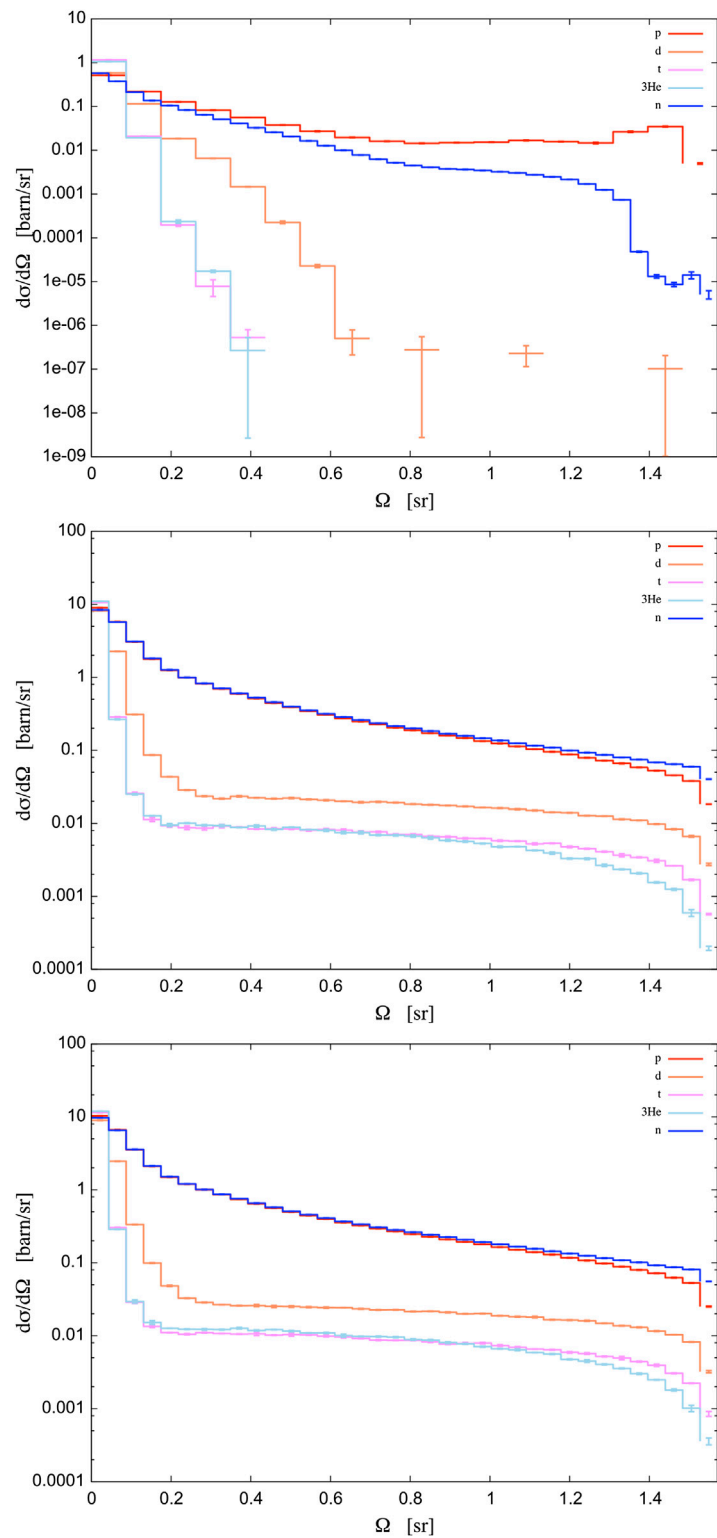 10
1
0.1
0.01
0.001
0.0001
1e-05
1e-06
1e-07
1e-08
1e-09
dσ/dΩ [barn/sr]
p
d
t
3He
n
0 0.2 0.4 0.6 0.8 1 1.2 1.4
Ω [sr]
100
10
1
0.1
0.01
0.001
0.0001
dσ/dΩ [barn/sr]
p
d
t
3He
n
0 0.2 0.4 0.6 0.8 1 1.2 1.4
Ω [sr]
100
10
1
0.1
0.01
0.001
0.0001
dσ/dΩ [barn/sr]
p
d
t
3He
n
0 0.2 0.4 0.6 0.8 1 1.2 1.4
Ω [sr]